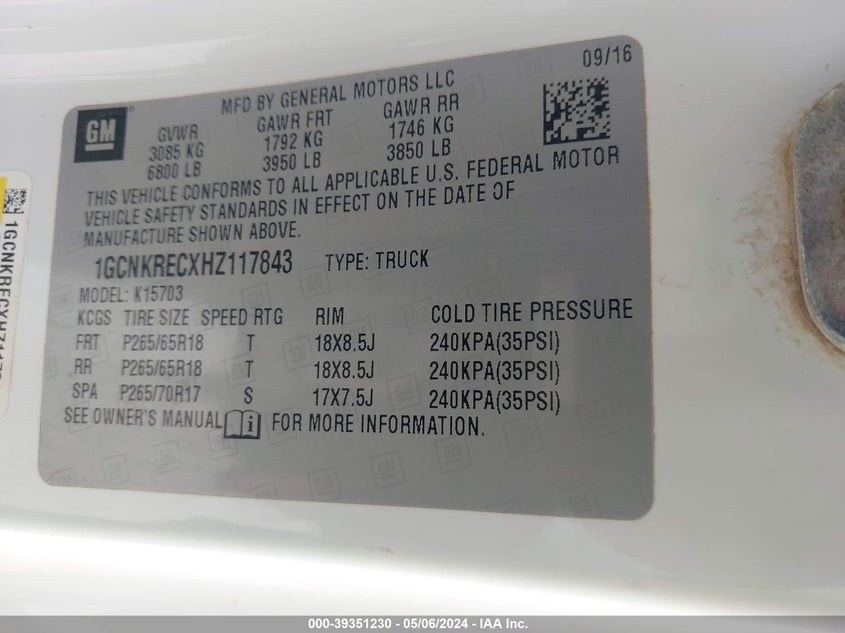 09/16
MFD BY GENERAL MOTORS LLC
GM
GVWR GAWR FRT GAWR RR
3085 KG 1792 KG 1746 KG
6800 LB 3950 LB 3850 LB
THIS VEHICLE CONFORMS TO ALL APPLICABLE U.S. FEDERAL MOTOR
VEHICLE SAFETY STANDARDS IN EFFECT ON THE DATE OF
MANUFACTURE SHOWN ABOVE.
1GCNKRECXHZ117843 TYPE: TRUCK
MODEL: K15703
KCGS TIRE SIZE SPEED RTG RIM COLD TIRE PRESSURE
FRT P265/65R18 T 18X8.5J 240KPA(35PSI)
RR P265/65R18 T 18X8.5J 240KPA(35PSI)
SPA P265/70R17 S 17X7.5J 240KPA(35PSI)
SEE OWNER'S MANUAL FOR MORE INFORMATION.
000-39351230 - 05/06/2024 - IAA Inc.